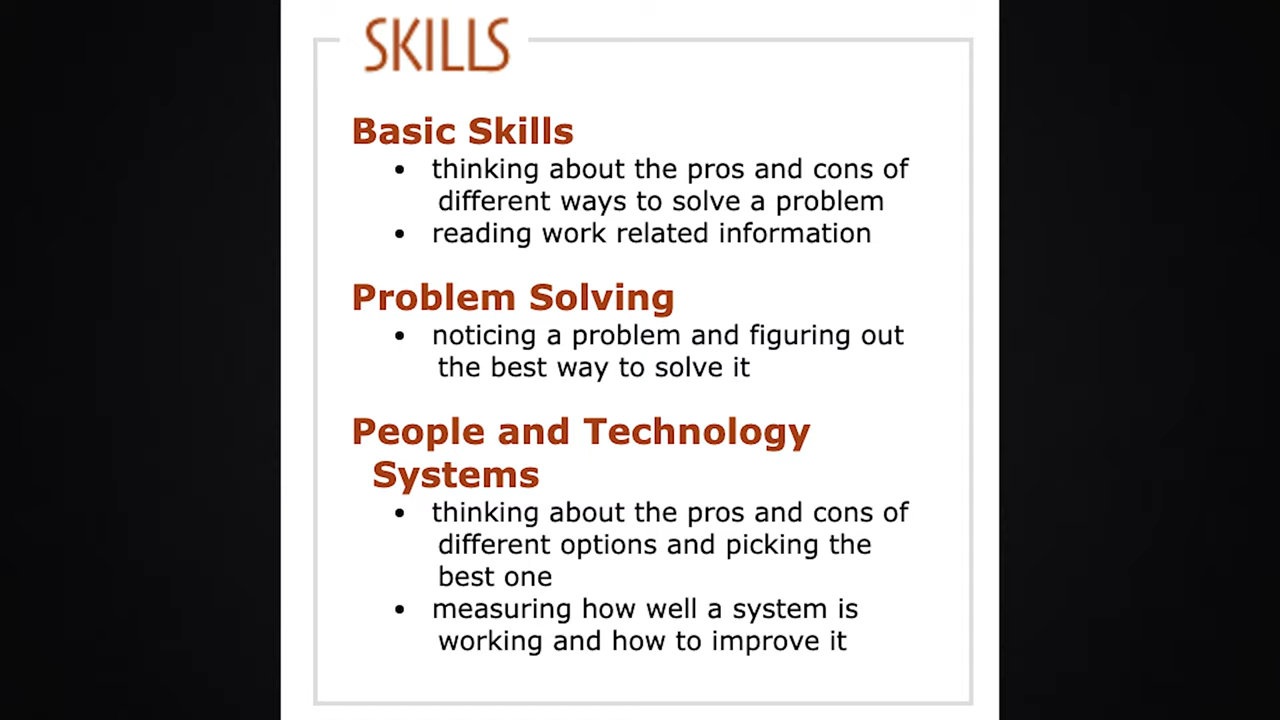 SKILLS
Basic Skills
• thinking about the pros and cons of
different ways to solve a problem
• reading work related information
Problem Solving
• noticing a problem and figuring out
the best way to solve it
People and Technology
Systems
• thinking about the pros and cons of
different options and picking the
best one
• measuring how well a system is
working and how to improve it